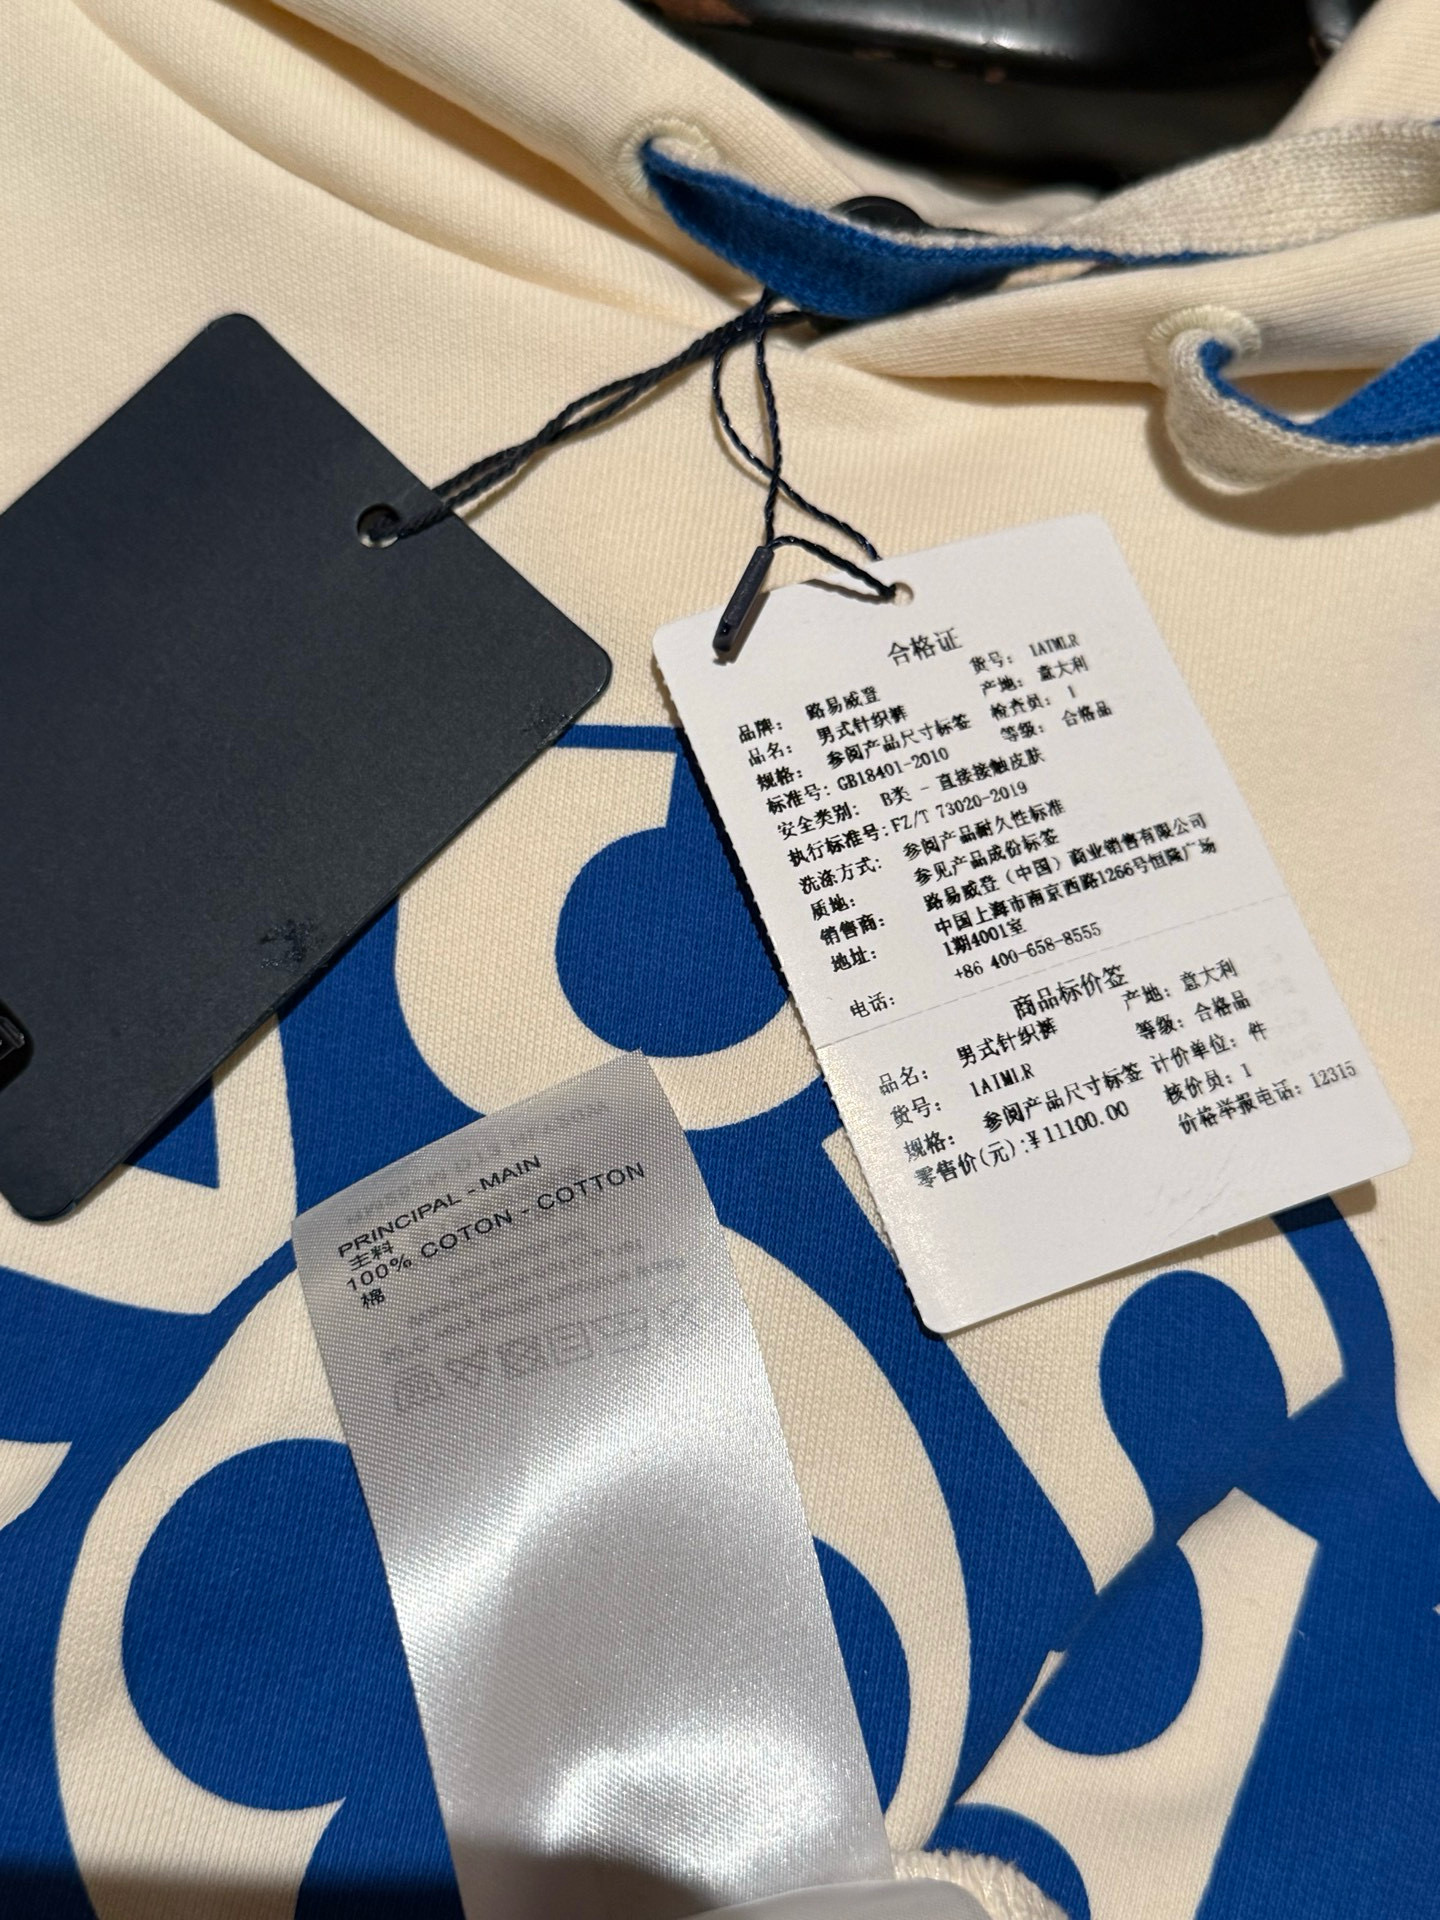 合格证
货号: 1AIMLR
品牌: 路易威登
产地: 意大利
品名: 男式针织裤
检查员: 1
规格: 参阅产品尺寸标签
等级: 合格品
标准号: GB18401-2010
安全类别: B类 - 直接接触皮肤
执行标准号: FZ/T 73020-2019
洗涤方式: 参阅产品耐久性标准
质地: 参见产品成份标签
销售商: 路易威登（中国）商业销售有限公司
地址: 中国上海市南京西路1266号恒隆广场
1期4001室
电话: +86 400-658-8555
商品标价签
品名: 男式针织裤
产地: 意大利
货号: 1AIMLR
等级: 合格品
规格: 参阅产品尺寸标签 计价单位: 件
零售价(元):¥11100.00
核价员: 1
价格举报电话: 12315
PRINCIPAL - MAIN
主料
100% COTON - COTTON
棉